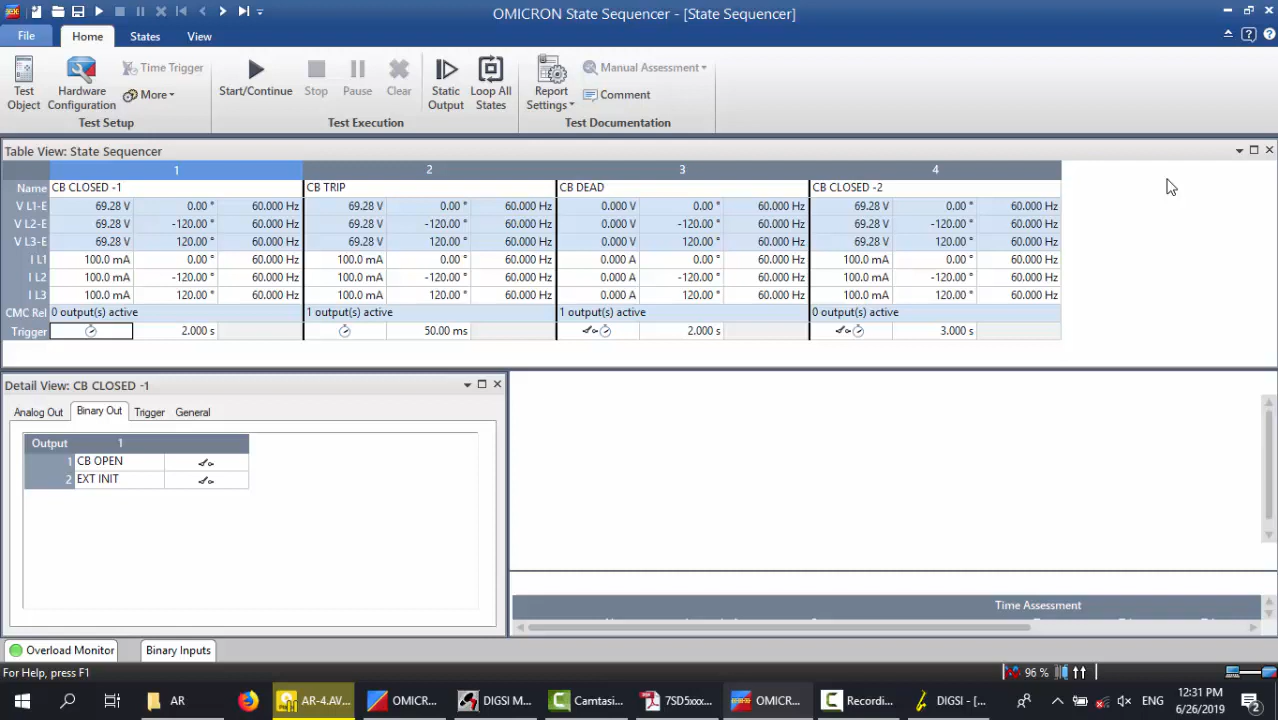 OMICRON State Sequencer - [State Sequencer]
File Home States View
Test Object
Hardware Configuration
Time Trigger
More
Test Setup
Start/Continue
Stop
Pause
Clear
Test Execution
Static Output
Loop All States
Report Settings
Manual Assessment
Comment
Test Documentation
Table View: State Sequencer
1 2 3 4
Name CB CLOSED -1 CB TRIP CB DEAD CB CLOSED -2
V L1-E 69.28 V 0.00 ° 60.000 Hz 69.28 V 0.00 ° 60.000 Hz 0.000 V 0.00 ° 60.000 Hz 69.28 V 0.00 ° 60.000 Hz
V L2-E 69.28 V -120.00 ° 60.000 Hz 69.28 V -120.00 ° 60.000 Hz 0.000 V -120.00 ° 60.000 Hz 69.28 V -120.00 ° 60.000 Hz
V L3-E 69.28 V 120.00 ° 60.000 Hz 69.28 V 120.00 ° 60.000 Hz 0.000 V 120.00 ° 60.000 Hz 69.28 V 120.00 ° 60.000 Hz
I L1 100.0 mA 0.00 ° 60.000 Hz 100.0 mA 0.00 ° 60.000 Hz 0.000 A 0.00 ° 60.000 Hz 100.0 mA 0.00 ° 60.000 Hz
I L2 100.0 mA -120.00 ° 60.000 Hz 100.0 mA -120.00 ° 60.000 Hz 0.000 A -120.00 ° 60.000 Hz 100.0 mA -120.00 ° 60.000 Hz
I L3 100.0 mA 120.00 ° 60.000 Hz 100.0 mA 120.00 ° 60.000 Hz 0.000 A 120.00 ° 60.000 Hz 100.0 mA 120.00 ° 60.000 Hz
CMC Rel 0 output(s) active 1 output(s) active 1 output(s) active 0 output(s) active
Trigger 2.000 s 50.00 ms 2.000 s 3.000 s
Detail View: CB CLOSED -1
Analog Out Binary Out Trigger General
Output 1
1 CB OPEN
2 EXT INIT
Time Assessment
Overload Monitor Binary Inputs
For Help, press F1
96 %
AR
AR-4.AV...
OMICR...
DIGSI M...
Camtasi...
7SD5xxx...
OMICR...
Recordi...
DIGSI - [...
ENG
12:31 PM
6/26/2019
2